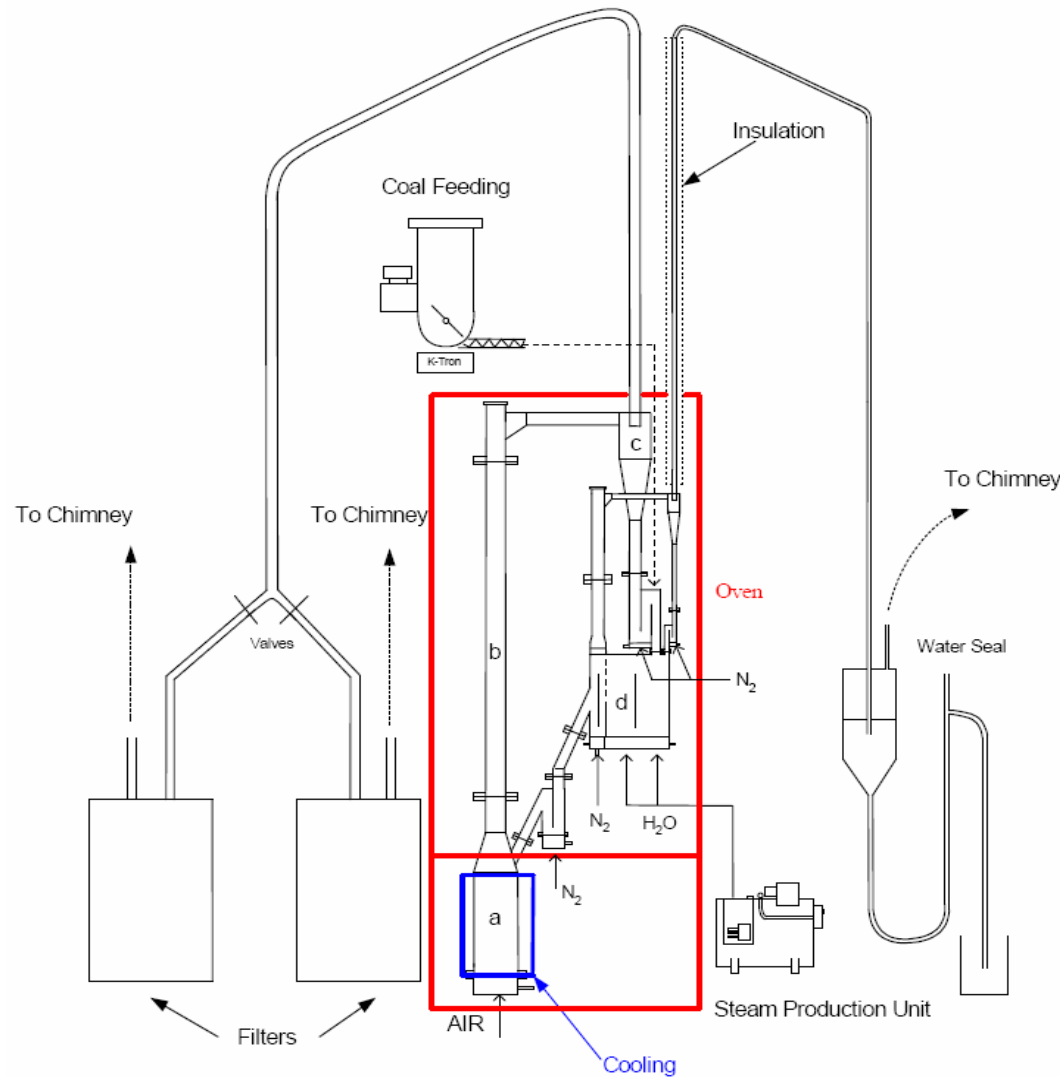 Insulation
Coal Feeding
K-Tron
c
To Chimney
To Chimney
To Chimney
Oven
Valves
Water Seal
b
N2
d
N2
H2O
N2
a
Steam Production Unit
AIR
Filters
Cooling